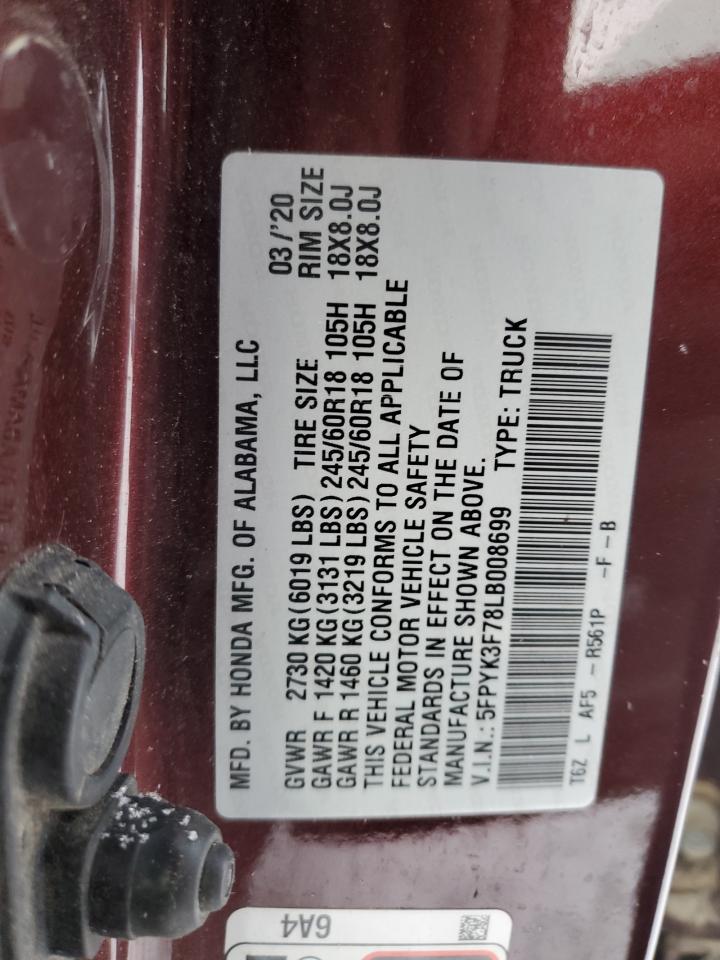 MFD. BY HONDA MFG. OF ALABAMA, LLC
03/'20
GVWR 2730 KG(6019 LBS) TIRE SIZE RIM SIZE
GAWR F 1420 KG(3131 LBS) 245/60R18 105H 18X8.0J
GAWR R 1460 KG(3219 LBS) 245/60R18 105H 18X8.0J
THIS VEHICLE CONFORMS TO ALL APPLICABLE
FEDERAL MOTOR VEHICLE SAFETY
STANDARDS IN EFFECT ON THE DATE OF
MANUFACTURE SHOWN ABOVE.
V.I.N.: 5FPYK3F78LB008699 TYPE: TRUCK
T6Z L AF5 -R561P -F-B
6A4